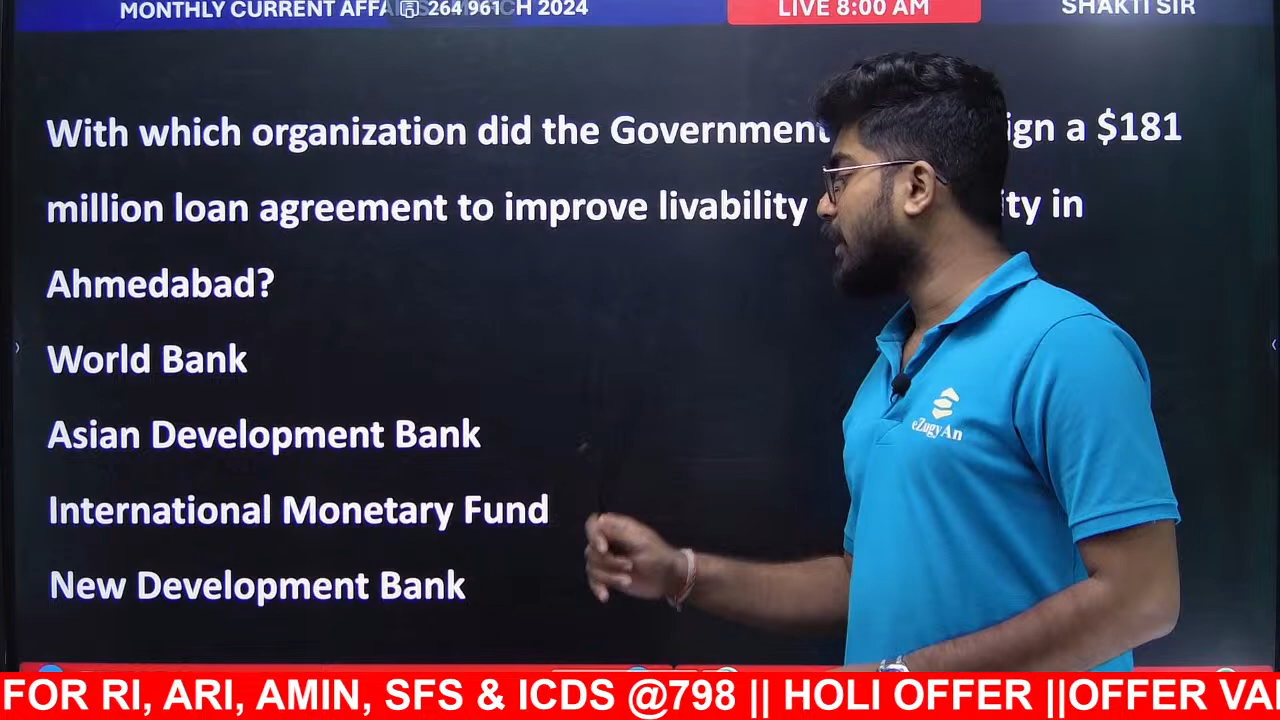 MONTHLY CURRENT AFFA 264 961 CH 2024
LIVE 8:00 AM
SHAKTI SIR
With which organization did the Government ign a $181
million loan agreement to improve livability ity in
Ahmedabad?
World Bank
Asian Development Bank
International Monetary Fund
New Development Bank
eZugyAn
FOR RI, ARI, AMIN, SFS & ICDS @798 || HOLI OFFER ||OFFER VA